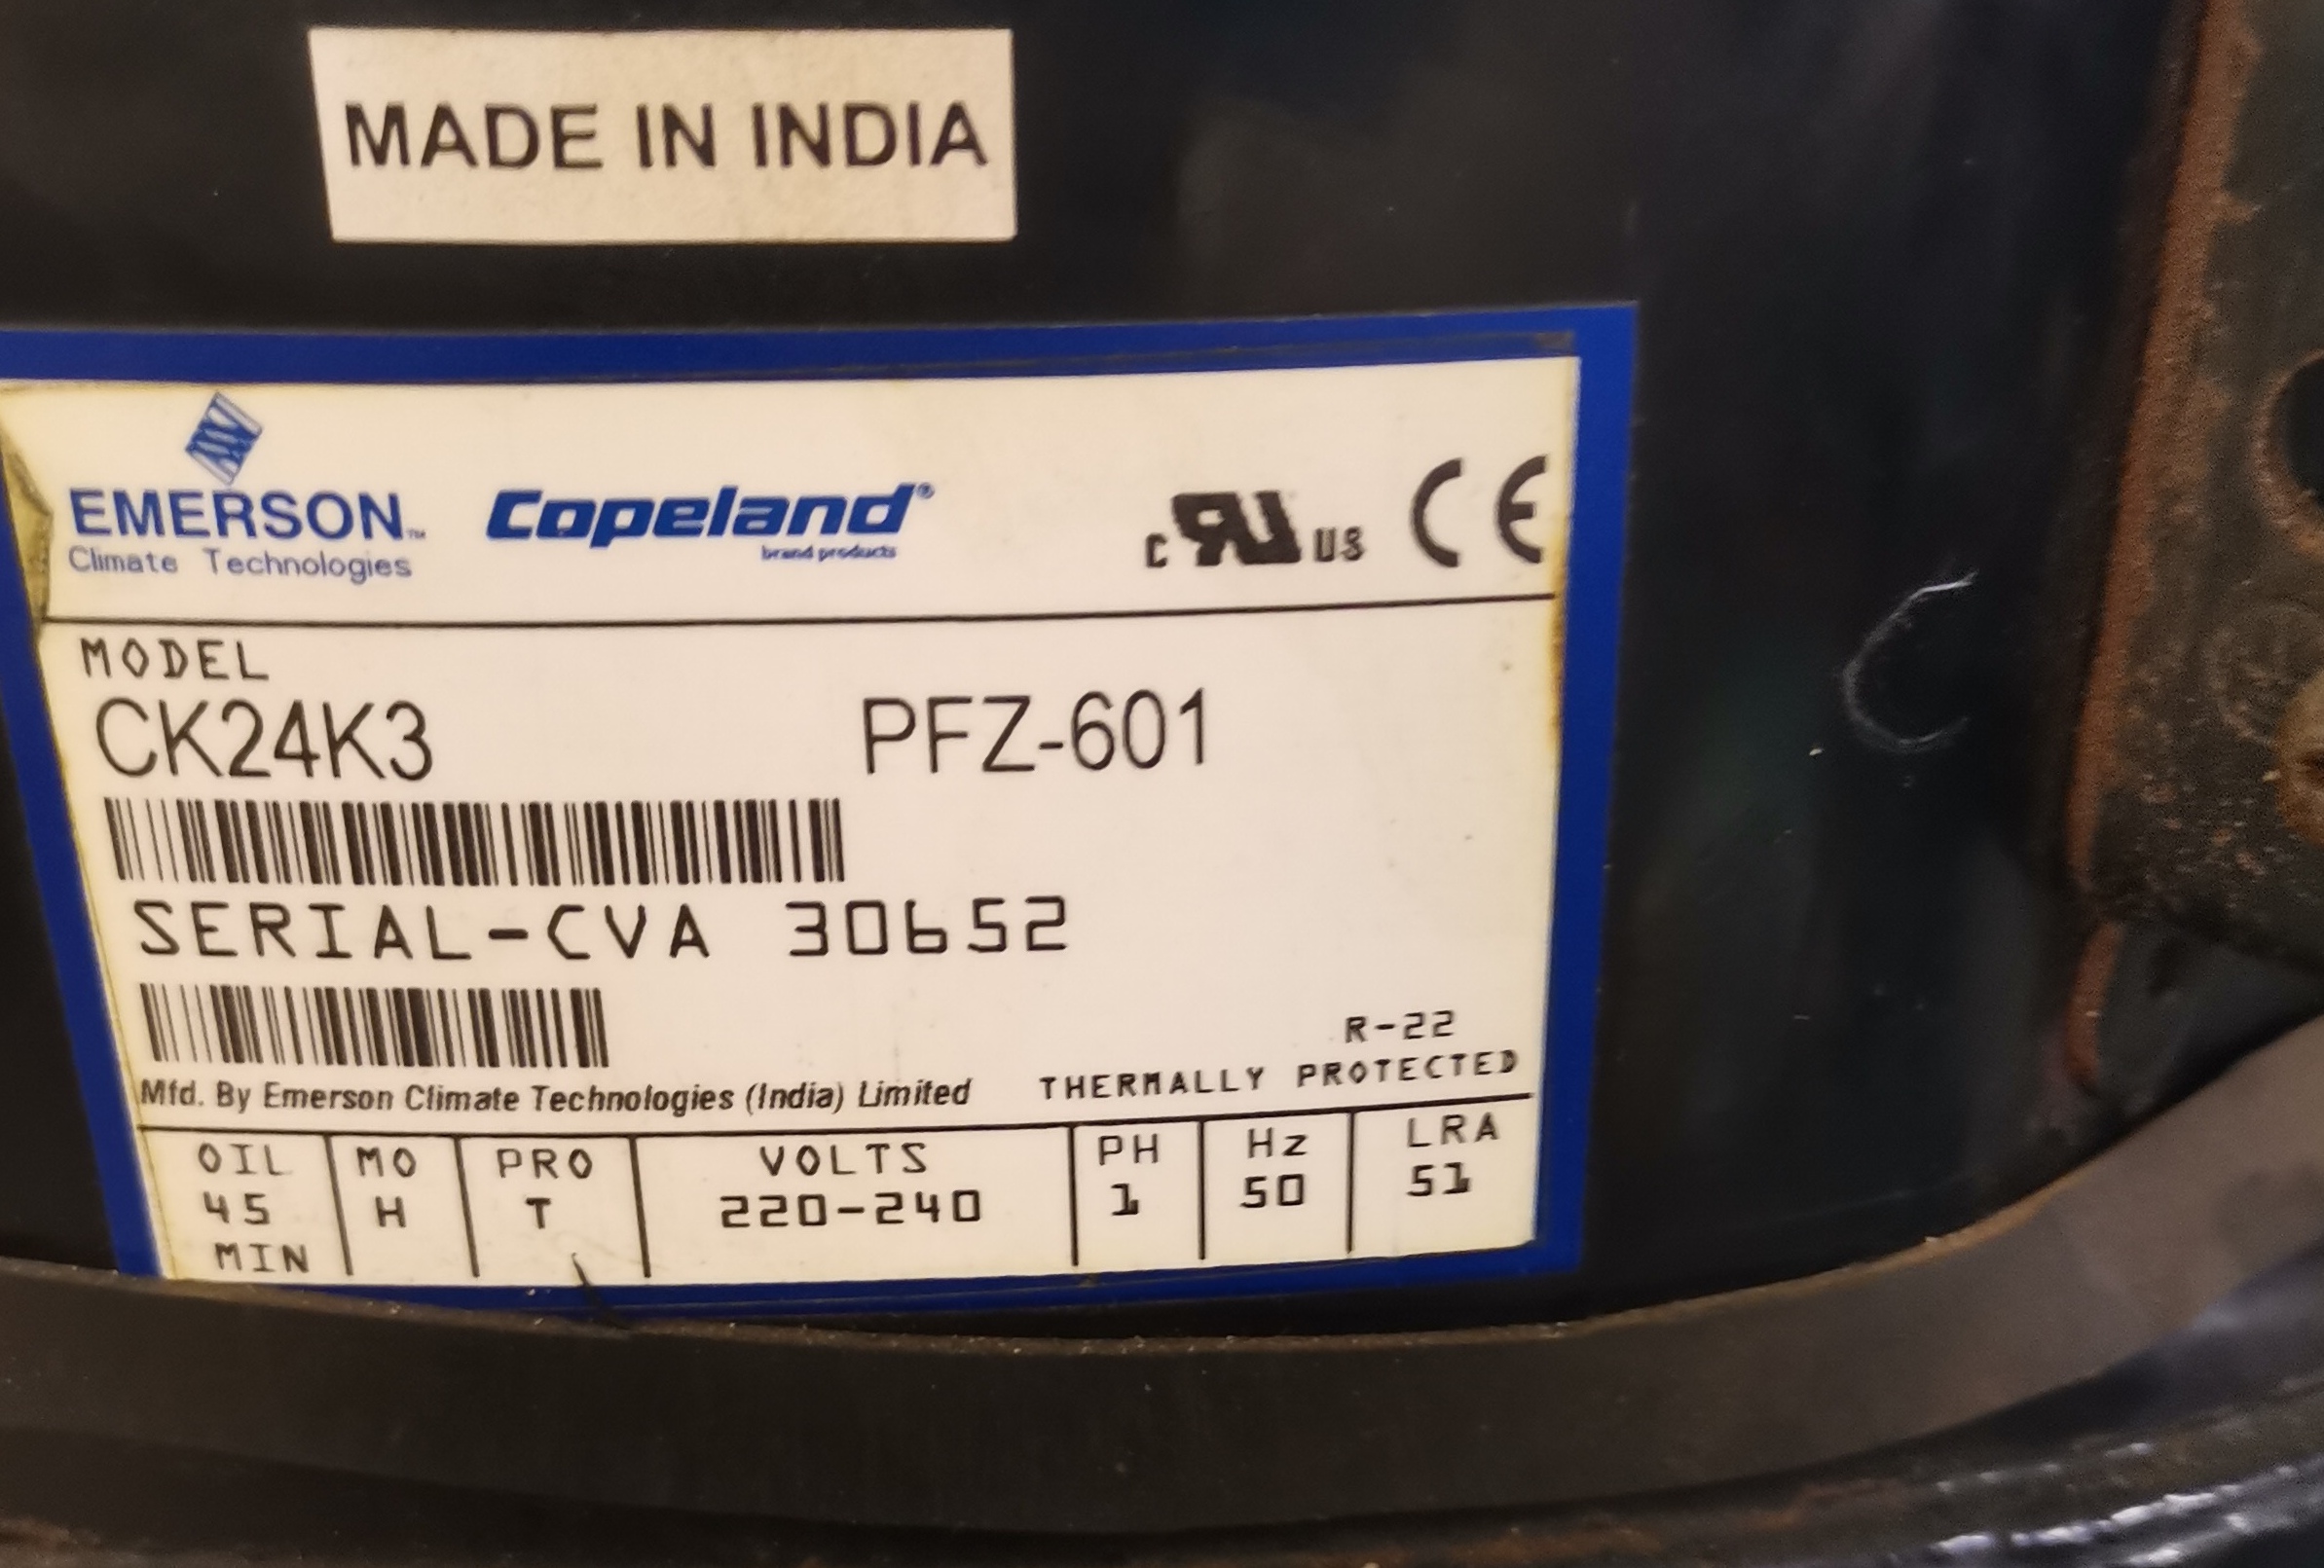 MADE IN INDIA
EMERSON™ Copeland® c RU US CE
Climate Technologies brand products
MODEL
CK24K3 PFZ-601
SERIAL-CVA 30652
R-22
Mfd. By Emerson Climate Technologies (India) Limited THERMALLY PROTECTED
OIL MO PRO VOLTS PH Hz LRA
45 H T 220-240 1 50 51
MIN